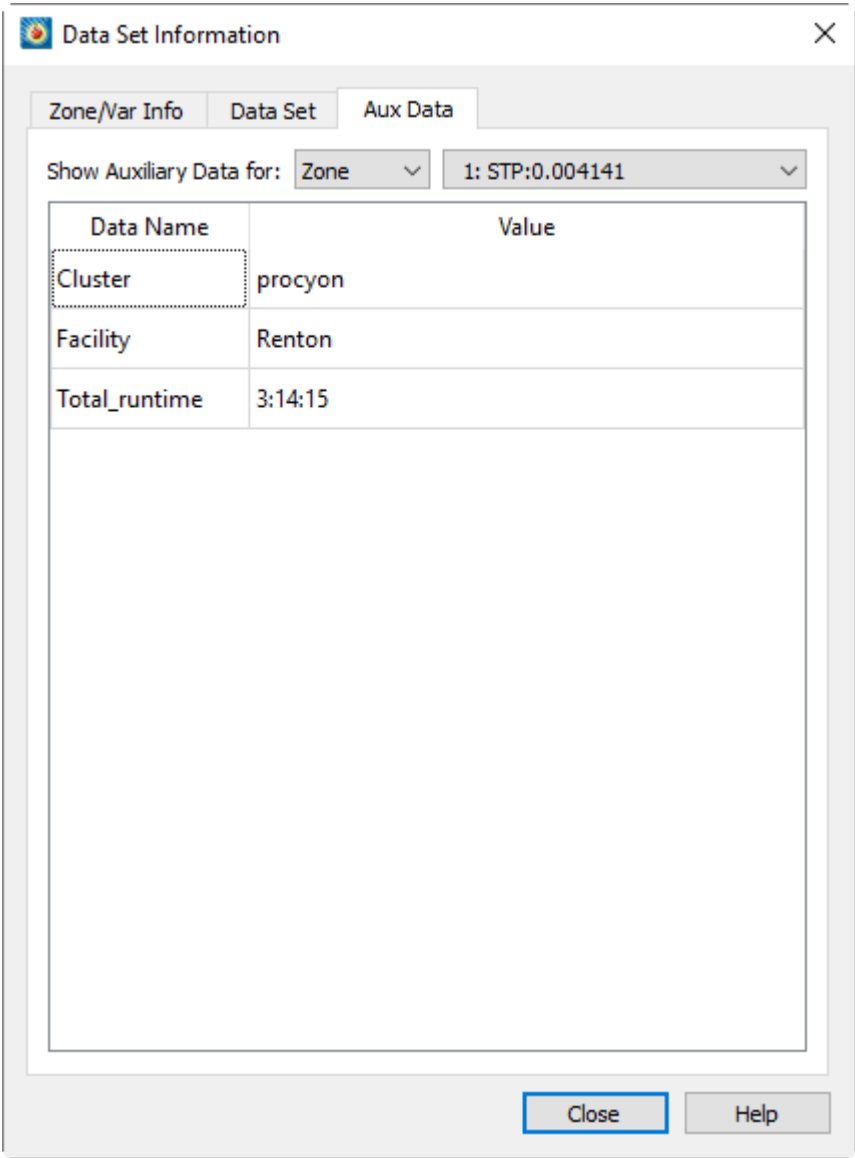 Data Set Information
Zone/Var Info Data Set Aux Data
Show Auxiliary Data for: Zone 1: STP:0.004141
Data Name Value
Cluster procyon
Facility Renton
Total_runtime 3:14:15
Close Help